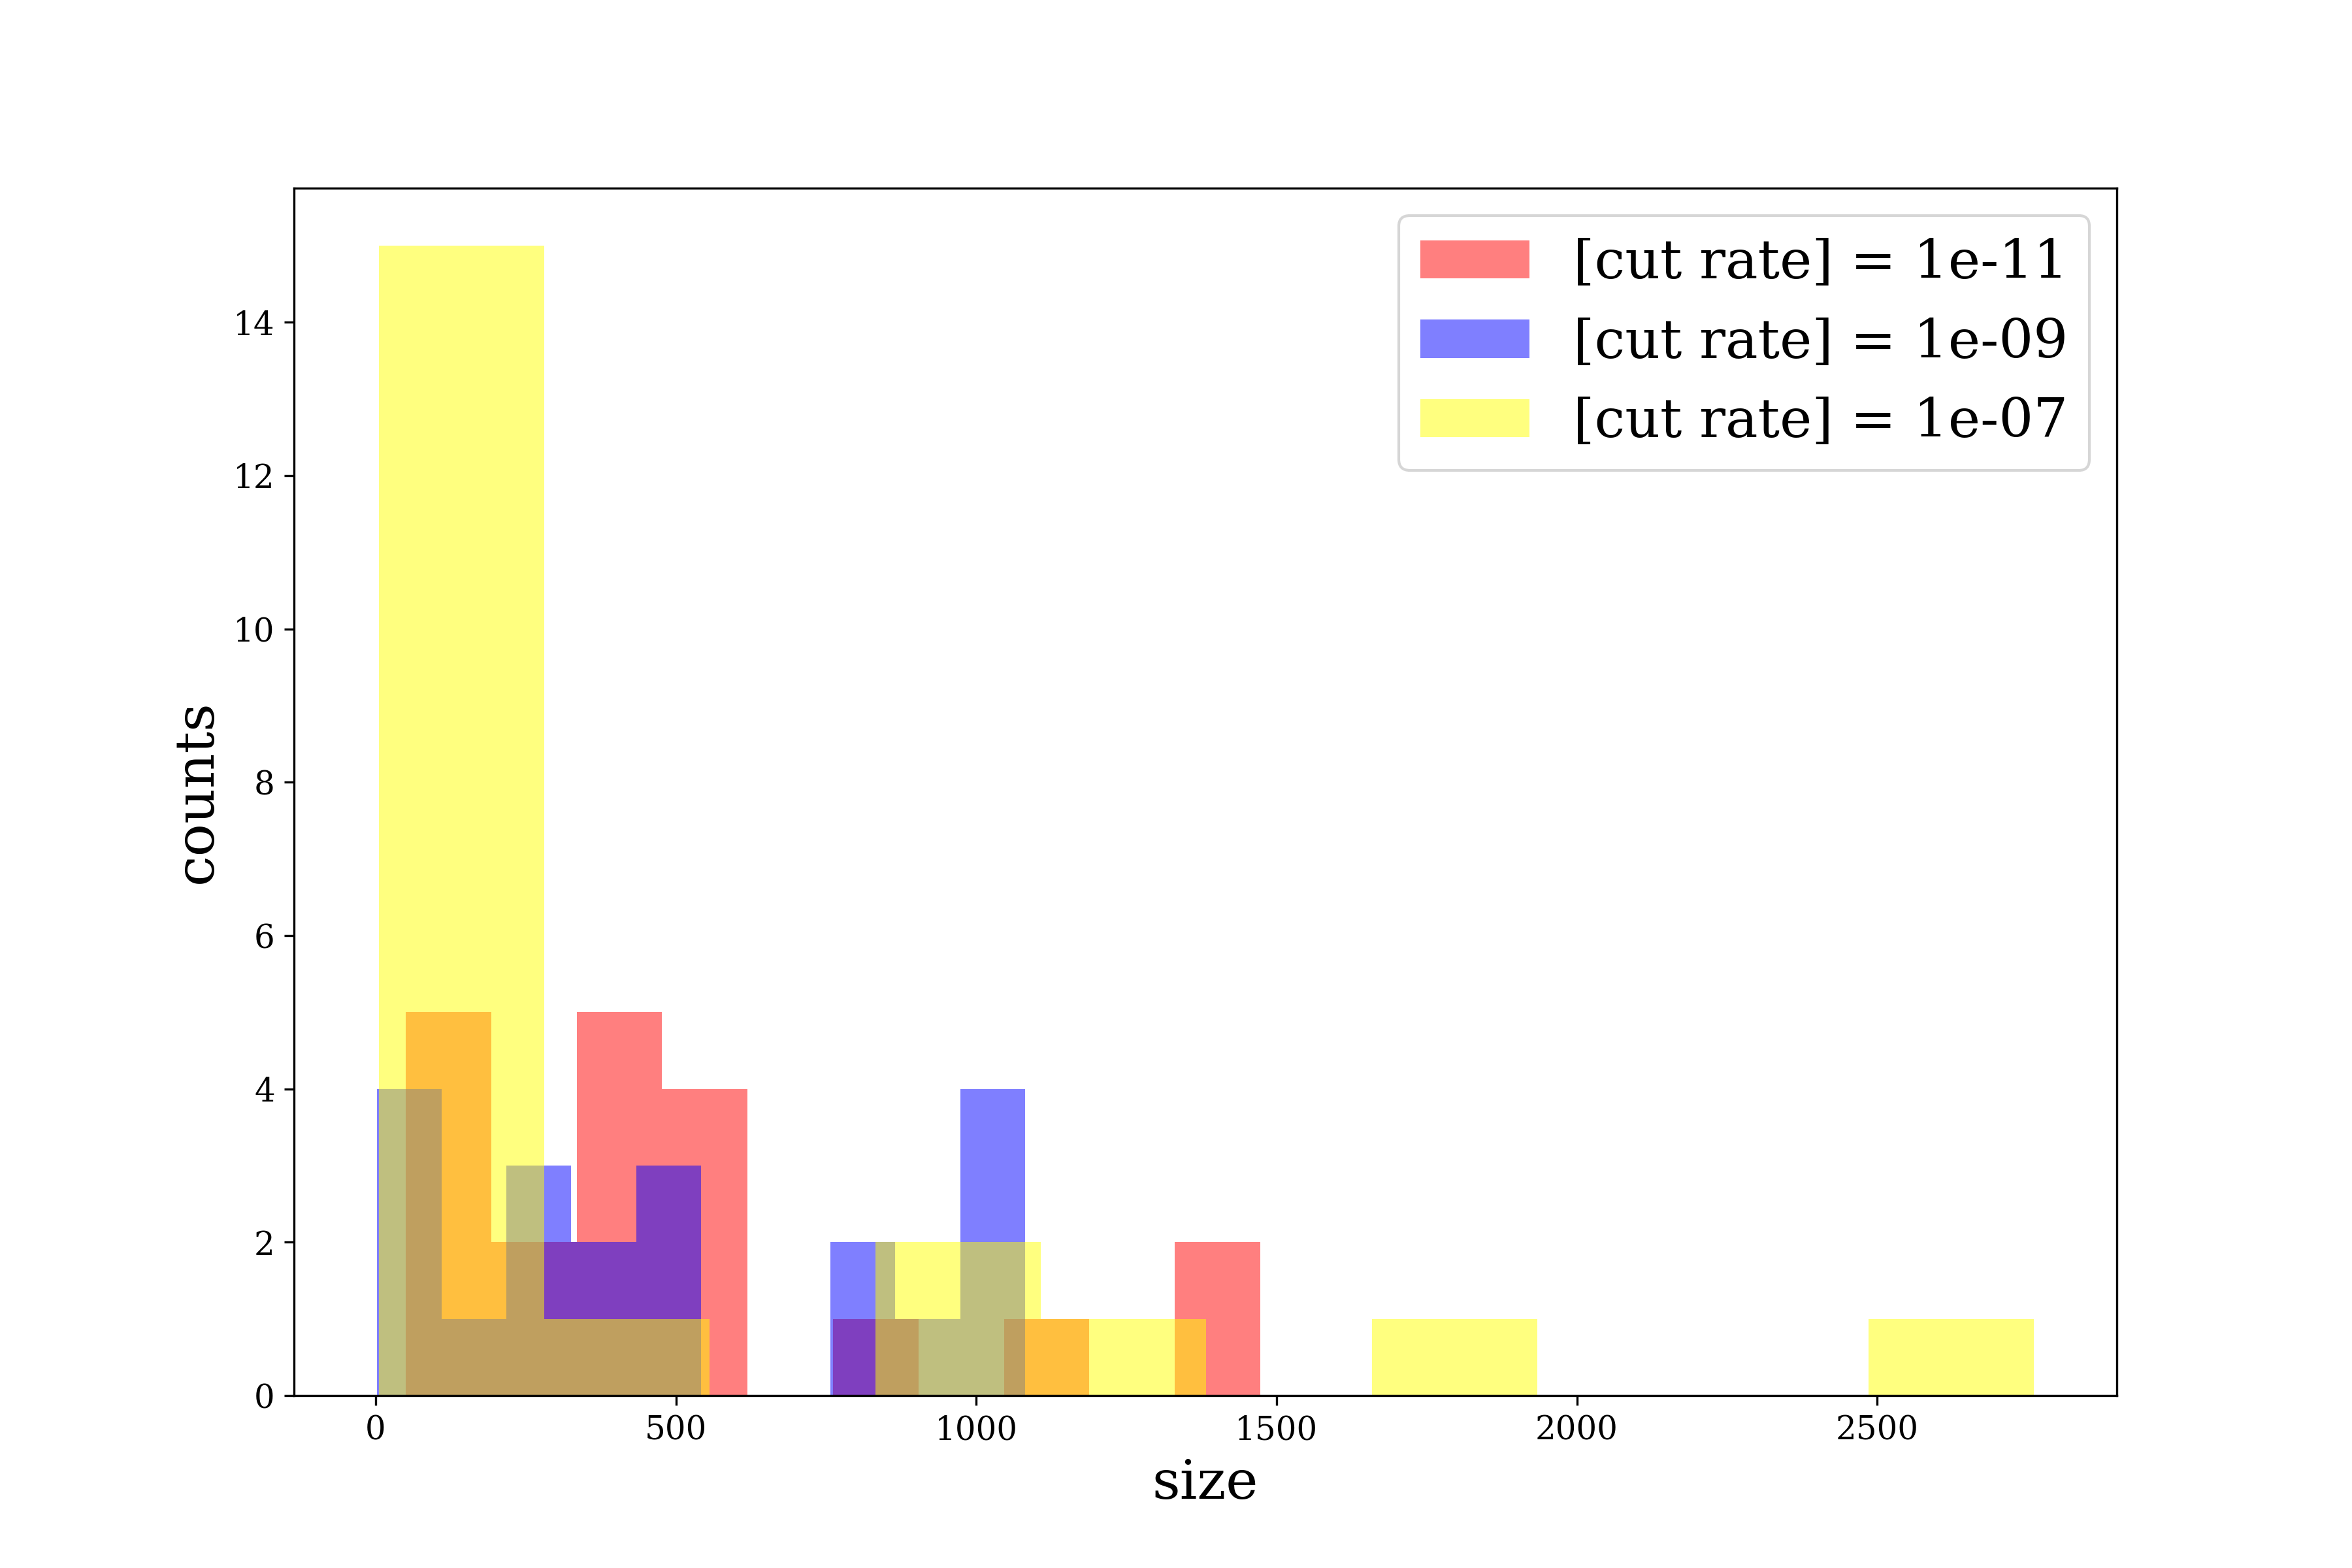 [cut rate] = 1e-11
[cut rate] = 1e-09
[cut rate] = 1e-07
counts
14
12
10
8
6
4
2
0
0 500 1000 1500 2000 2500
size